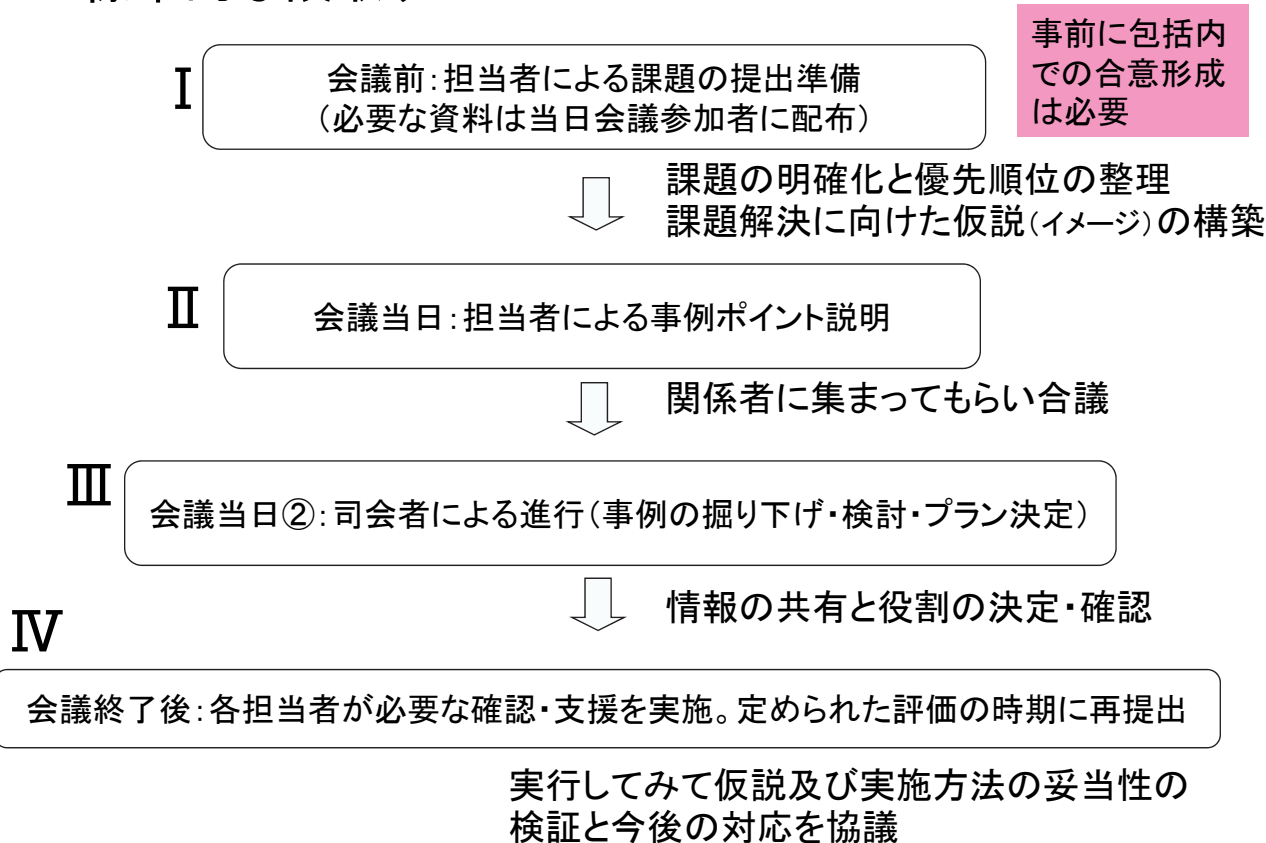 事前に包括内
での合意形成
は必要
Ⅰ
会議前：担当者による課題の提出準備
（必要な資料は当日会議参加者に配布）
課題の明確化と優先順位の整理
課題解決に向けた仮説（イメージ）の構築
Ⅱ
会議当日：担当者による事例ポイント説明
関係者に集まってもらい合議
Ⅲ
会議当日②：司会者による進行（事例の掘り下げ・検討・プラン決定）
情報の共有と役割の決定・確認
Ⅳ
会議終了後：各担当者が必要な確認・支援を実施。定められた評価の時期に再提出
実行してみて仮説及び実施方法の妥当性の
検証と今後の対応を協議